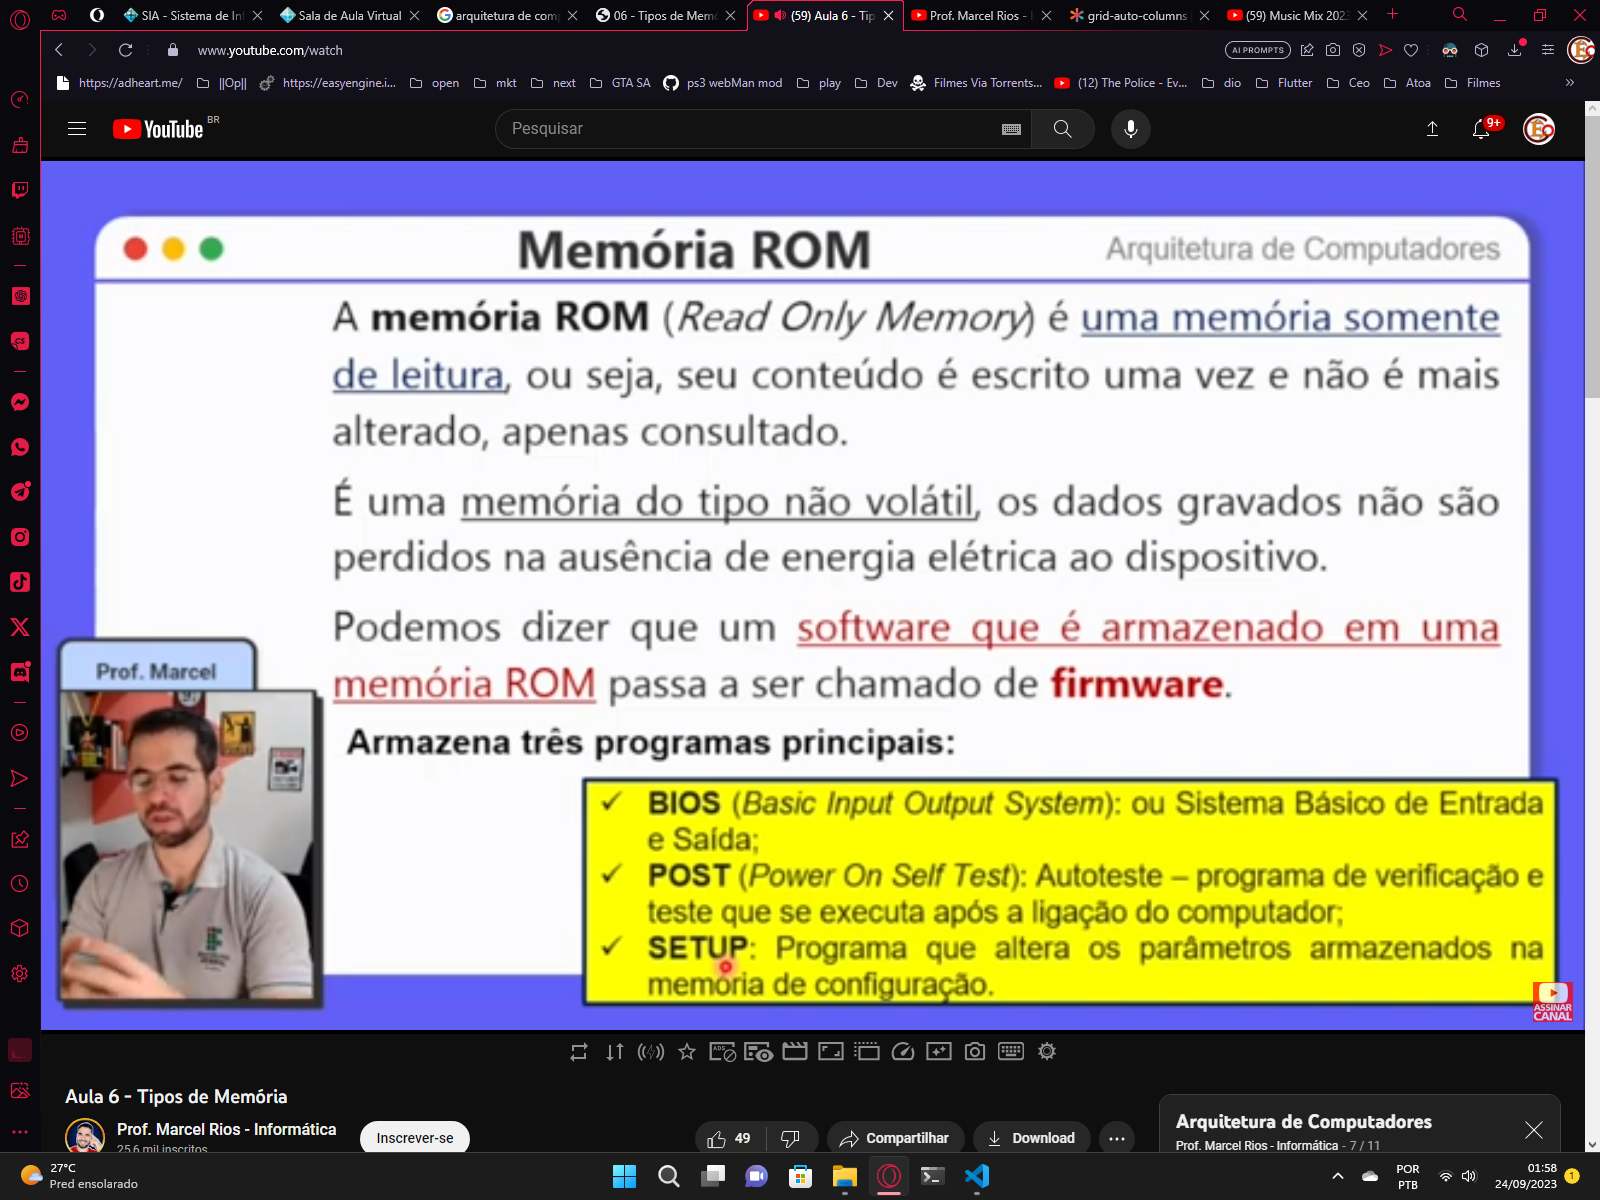 SIA - Sistema de In
Sala de Aula Virtual
arquitetura de com
06 - Tipos de Mem
(59) Aula 6 - Tip
Prof. Marcel Rios -
grid-auto-columns
(59) Music Mix 202
www.youtube.com/watch
AI PROMPTS
https://adheart.me/
||Op||
https://easyengine.i...
open
mkt
next
GTA SA
ps3 webMan mod
play
Dev
Filmes Via Torrents...
(12) The Police - Ev...
dio
Flutter
Ceo
Atoa
Filmes
YouTube BR
Pesquisar
9+
Memória ROM
Arquitetura de Computadores
A memória ROM (Read Only Memory) é uma memória somente
de leitura, ou seja, seu conteúdo é escrito uma vez e não é mais
alterado, apenas consultado.
É uma memória do tipo não volátil, os dados gravados não são
perdidos na ausência de energia elétrica ao dispositivo.
Podemos dizer que um software que é armazenado em uma
memória ROM passa a ser chamado de firmware.
Prof. Marcel
Armazena três programas principais:
✓ BIOS (Basic Input Output System): ou Sistema Básico de Entrada
e Saída;
✓ POST (Power On Self Test): Autoteste – programa de verificação e
teste que se executa após a ligação do computador;
✓ SETUP: Programa que altera os parâmetros armazenados na
memória de configuração.
ASSINAR
CANAL
Aula 6 - Tipos de Memória
Prof. Marcel Rios - Informática
25,6 mil inscritos
Inscrever-se
49
Compartilhar
Download
Arquitetura de Computadores
Prof. Marcel Rios - Informática - 7 / 11
27°C
Pred ensolarado
POR
PTB
01:58
24/09/2023
1